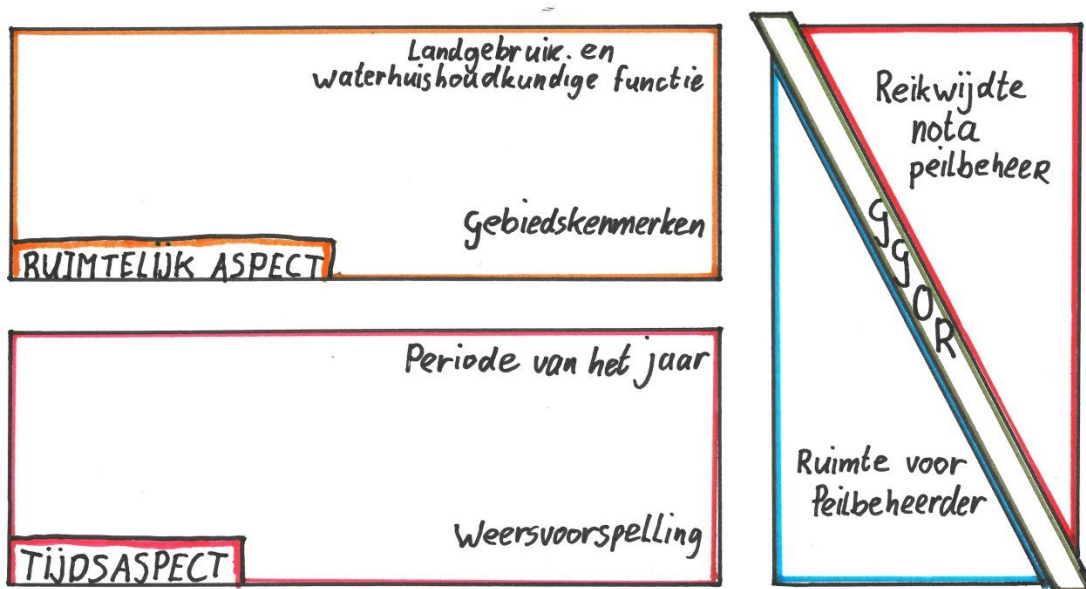 Landgebruik. en
waterhuishoudkundige functie
gebiedskenmerken
RUIMTELIJK ASPECT
Periode van het jaar
Weersvoorspelling
TIJDSASPECT
Reikwijdte
nota
peilbeheer
GGOR
Ruimte voor
Peilbeheerder